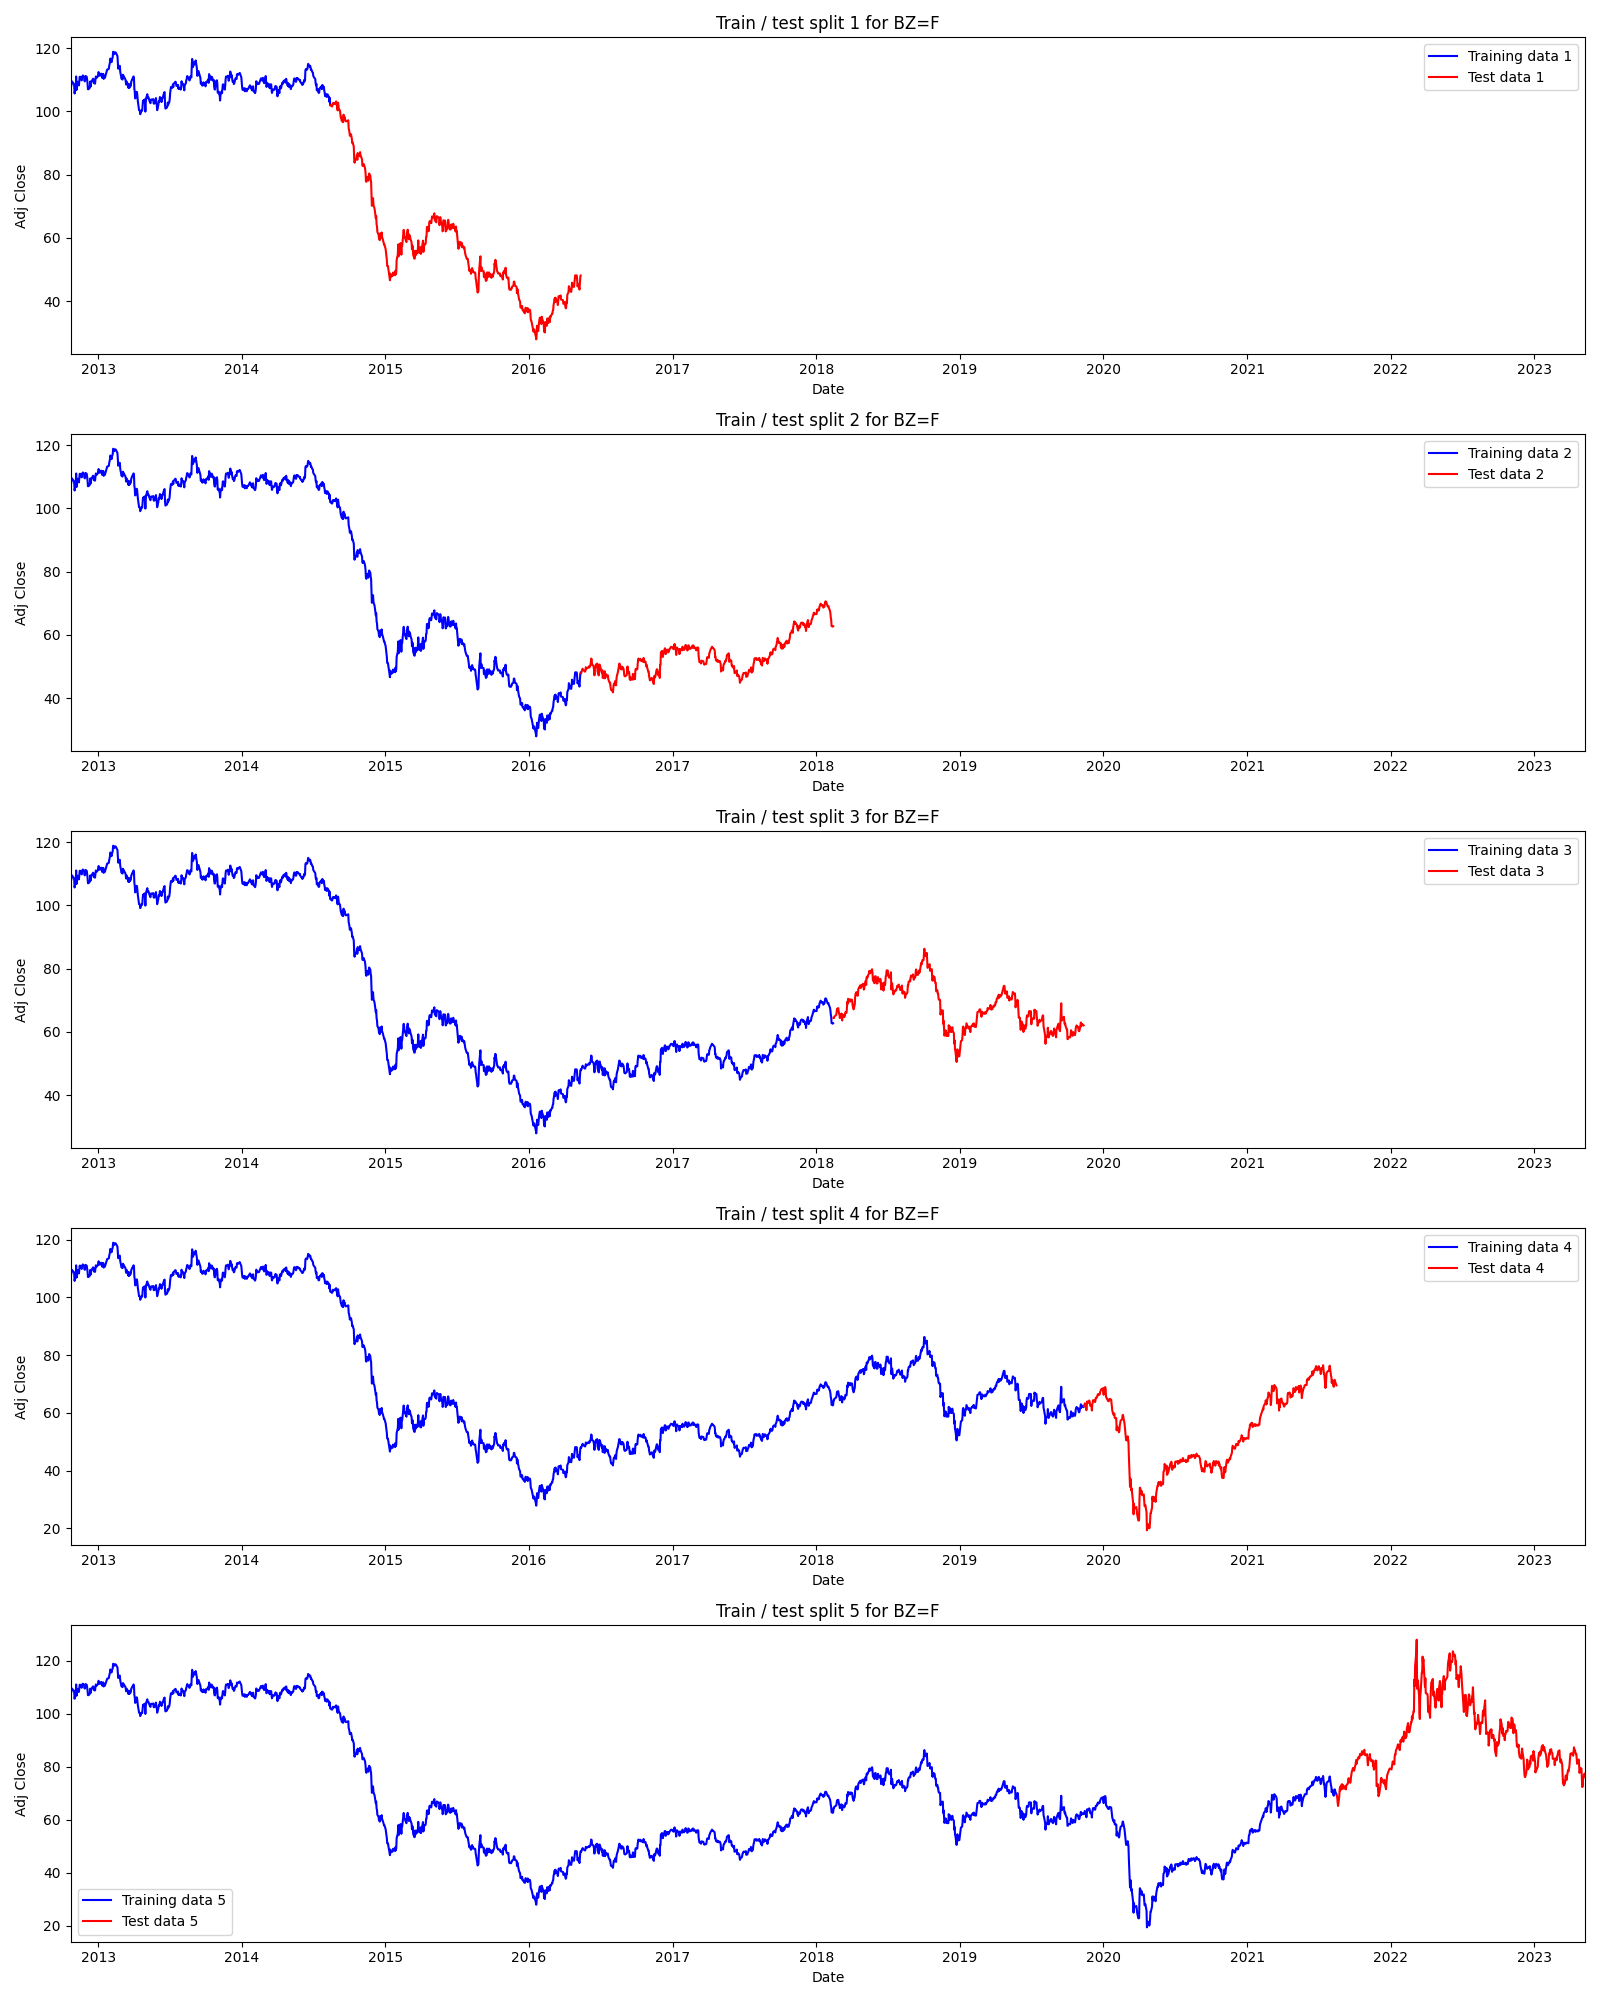 Train / test split 1 for BZ=F
Training data 1
Test data 1
120
100
80
60
40
Adj Close
2013 2014 2015 2016 2017 2018 2019 2020 2021 2022 2023
Date
Train / test split 2 for BZ=F
Training data 2
Test data 2
120
100
80
60
40
Adj Close
2013 2014 2015 2016 2017 2018 2019 2020 2021 2022 2023
Date
Train / test split 3 for BZ=F
Training data 3
Test data 3
120
100
80
60
40
Adj Close
2013 2014 2015 2016 2017 2018 2019 2020 2021 2022 2023
Date
Train / test split 4 for BZ=F
Training data 4
Test data 4
120
100
80
60
40
20
Adj Close
2013 2014 2015 2016 2017 2018 2019 2020 2021 2022 2023
Date
Train / test split 5 for BZ=F
120
100
80
60
40
20
Adj Close
Training data 5
Test data 5
2013 2014 2015 2016 2017 2018 2019 2020 2021 2022 2023
Date